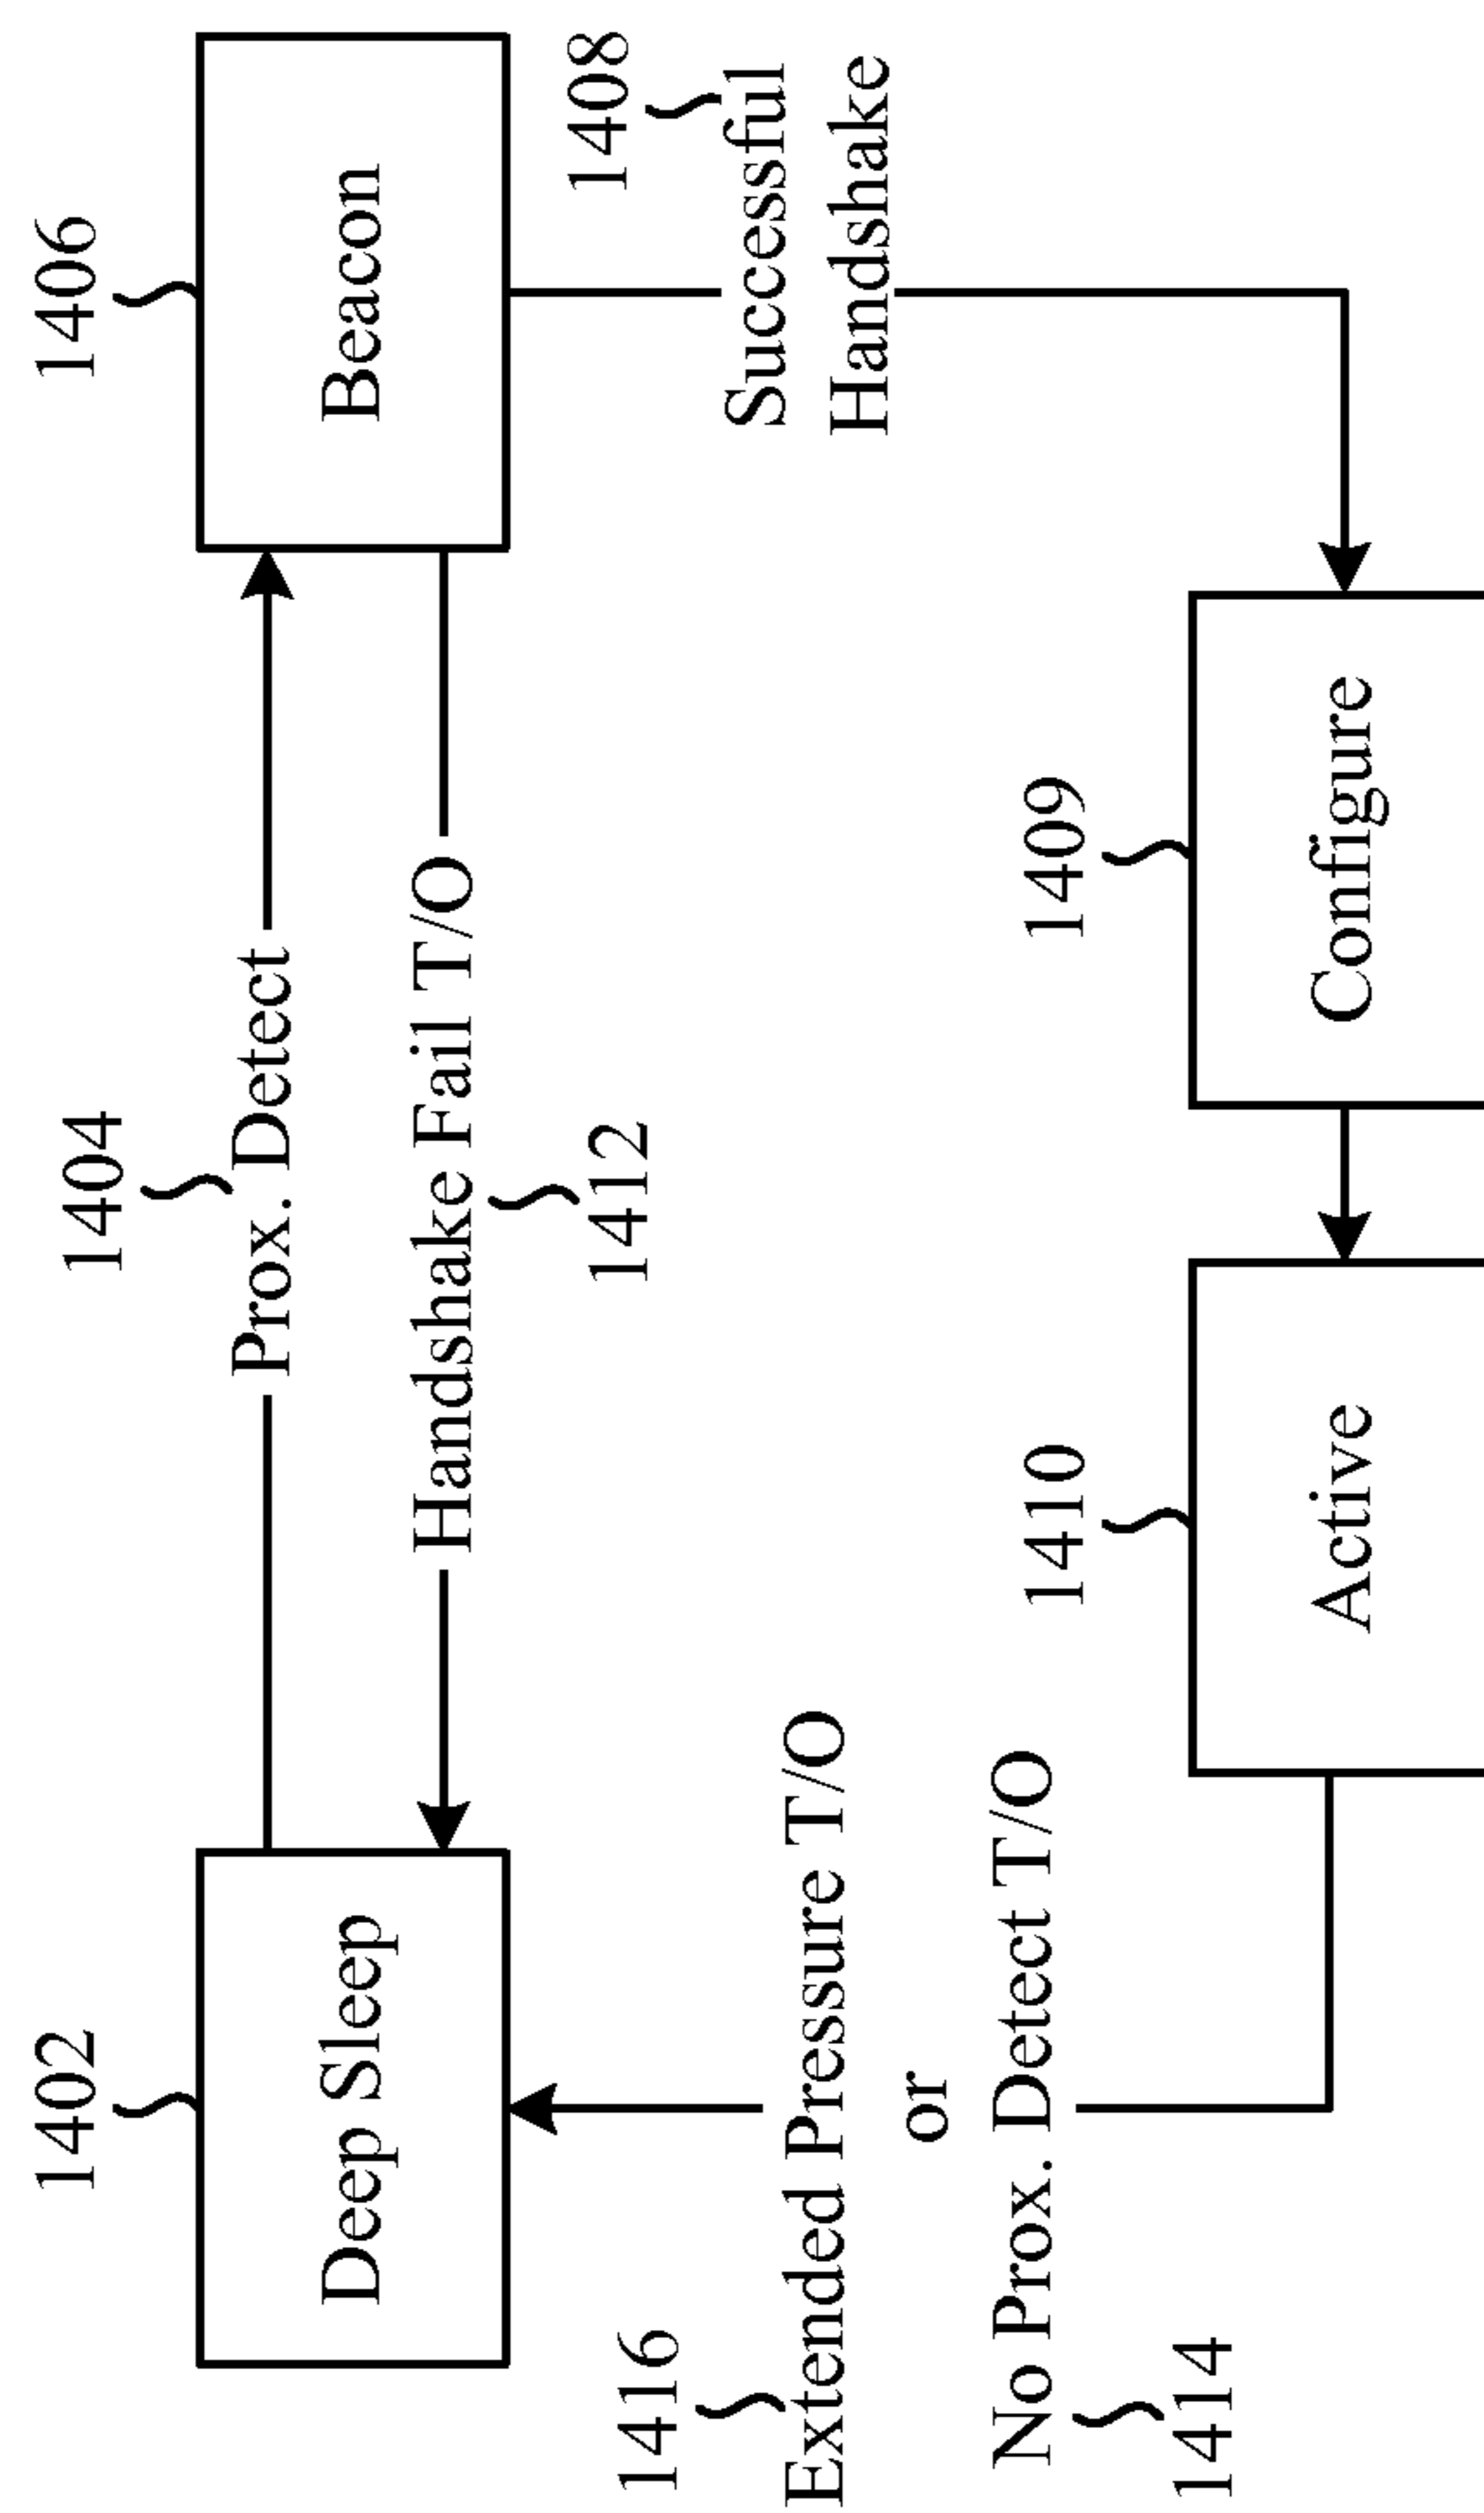 1402
Deep Sleep
1404
Prox. Detect
Handshake Fail T/O
1412
1406
Beacon
1408
Successful
Handshake
1416
Extended Pressure T/O
or
No Prox. Detect T/O
1414
1410
Active
1409
Configure